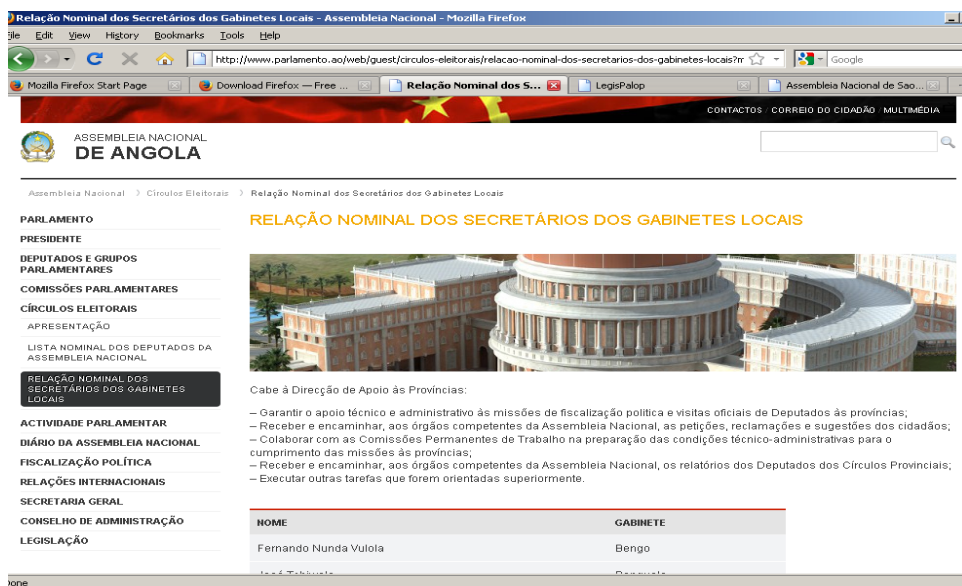 Relação Nominal dos Secretários dos Gabinetes Locais - Assembleia Nacional - Mozilla Firefox
File Edit View History Bookmarks Tools Help
http://www.parlamento.ao/web/guest/circulos-eleitorais/relacao-nominal-dos-secretarios-dos-gabinetes-locais?r Google
Mozilla Firefox Start Page Download Firefox — Free ... Relação Nominal dos S... LegisPalop Assembleia Nacional de Sao...
CONTACTOS / CORREIO DO CIDADÃO / MULTIMÉDIA
ASSEMBLEIA NACIONAL
DE ANGOLA
Assembleia Nacional > Círculos Eleitorais > Relação Nominal dos Secretários dos Gabinetes Locais
PARLAMENTO
PRESIDENTE
DEPUTADOS E GRUPOS
PARLAMENTARES
COMISSÕES PARLAMENTARES
CÍRCULOS ELEITORAIS
APRESENTAÇÃO
LISTA NOMINAL DOS DEPUTADOS DA
ASSEMBLEIA NACIONAL
RELAÇÃO NOMINAL DOS
SECRETÁRIOS DOS GABINETES
LOCAIS
ACTIVIDADE PARLAMENTAR
DIÁRIO DA ASSEMBLEIA NACIONAL
FISCALIZAÇÃO POLÍTICA
RELAÇÕES INTERNACIONAIS
SECRETARIA GERAL
CONSELHO DE ADMINISTRAÇÃO
LEGISLAÇÃO
RELAÇÃO NOMINAL DOS SECRETÁRIOS DOS GABINETES LOCAIS
Cabe à Direcção de Apoio às Províncias:
– Garantir o apoio técnico e administrativo às missões de fiscalização politica e visitas oficiais de Deputados às províncias;
– Receber e encaminhar, aos órgãos competentes da Assembleia Nacional, as petições, reclamações e sugestões dos cidadãos;
– Colaborar com as Comissões Permanentes de Trabalho na preparação das condições técnico-administrativas para o
cumprimento das missões às províncias;
– Receber e encaminhar, aos órgãos competentes da Assembleia Nacional, os relatórios dos Deputados dos Círculos Provinciais;
– Executar outras tarefas que forem orientadas superiormente.
NOME GABINETE
Fernando Nunda Vulola Bengo
Done